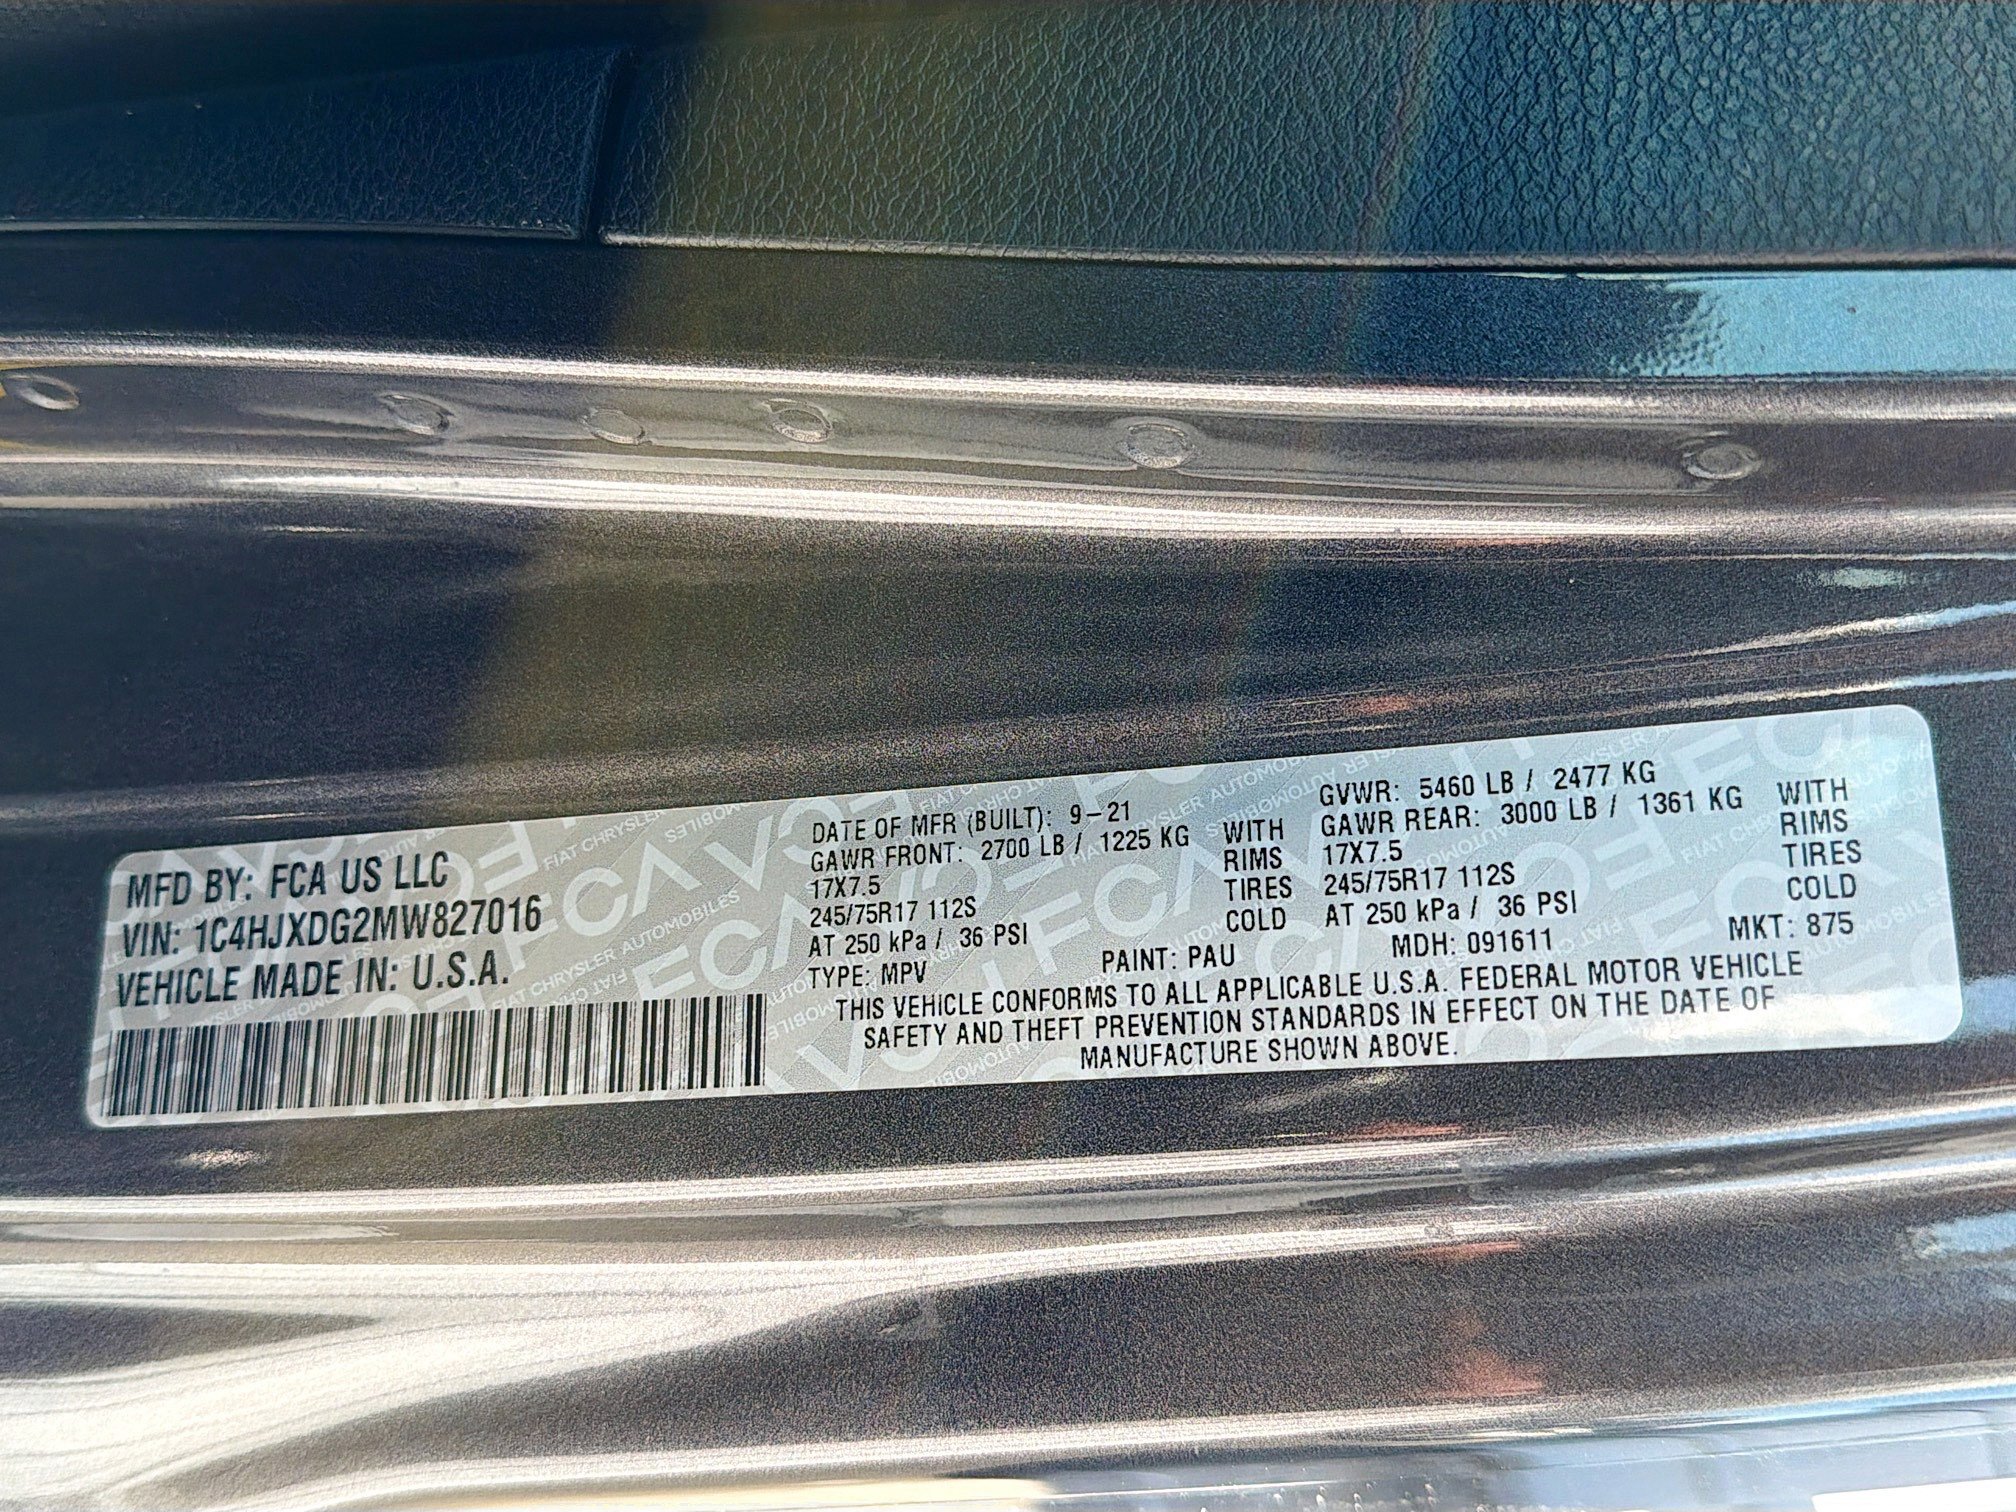 MFD BY: FCA US LLC
VIN: 1C4HJXDG2MW827016
VEHICLE MADE IN: U.S.A.
DATE OF MFR (BUILT): 9-21 GVWR: 5460 LB / 2477 KG
GAWR FRONT: 2700 LB / 1225 KG WITH GAWR REAR: 3000 LB / 1361 KG WITH
17X7.5 RIMS 17X7.5 RIMS
245/75R17 112S TIRES 245/75R17 112S TIRES
AT 250 kPa / 36 PSI COLD AT 250 kPa / 36 PSI COLD
TYPE: MPV PAINT: PAU MDH: 091611 MKT: 875
THIS VEHICLE CONFORMS TO ALL APPLICABLE U.S.A. FEDERAL MOTOR VEHICLE
SAFETY AND THEFT PREVENTION STANDARDS IN EFFECT ON THE DATE OF
MANUFACTURE SHOWN ABOVE.